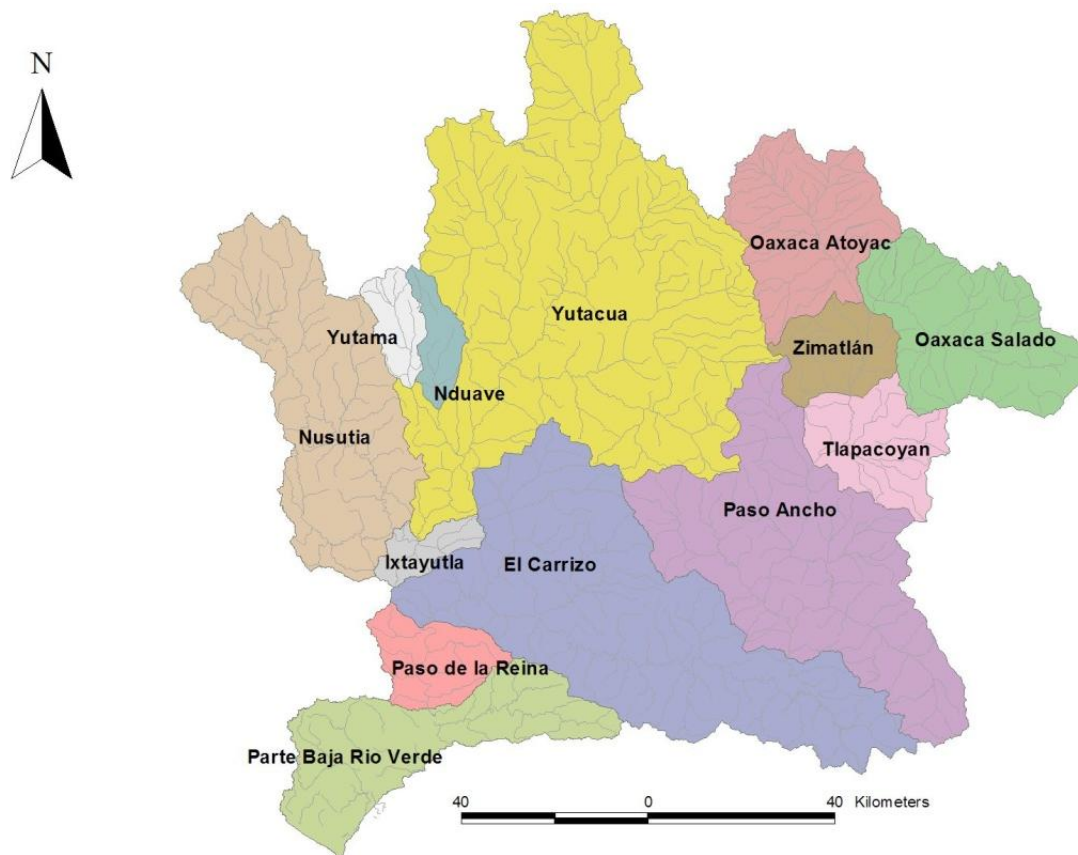 N
Oaxaca Atoyac
Yutacua
Yutama
Zimatlán
Oaxaca Salado
Nduave
Nusutia
Tlapacoyan
Paso Ancho
Ixtayutla
El Carrizo
Paso de la Reina
Parte Baja Rio Verde
40 0 40 Kilometers